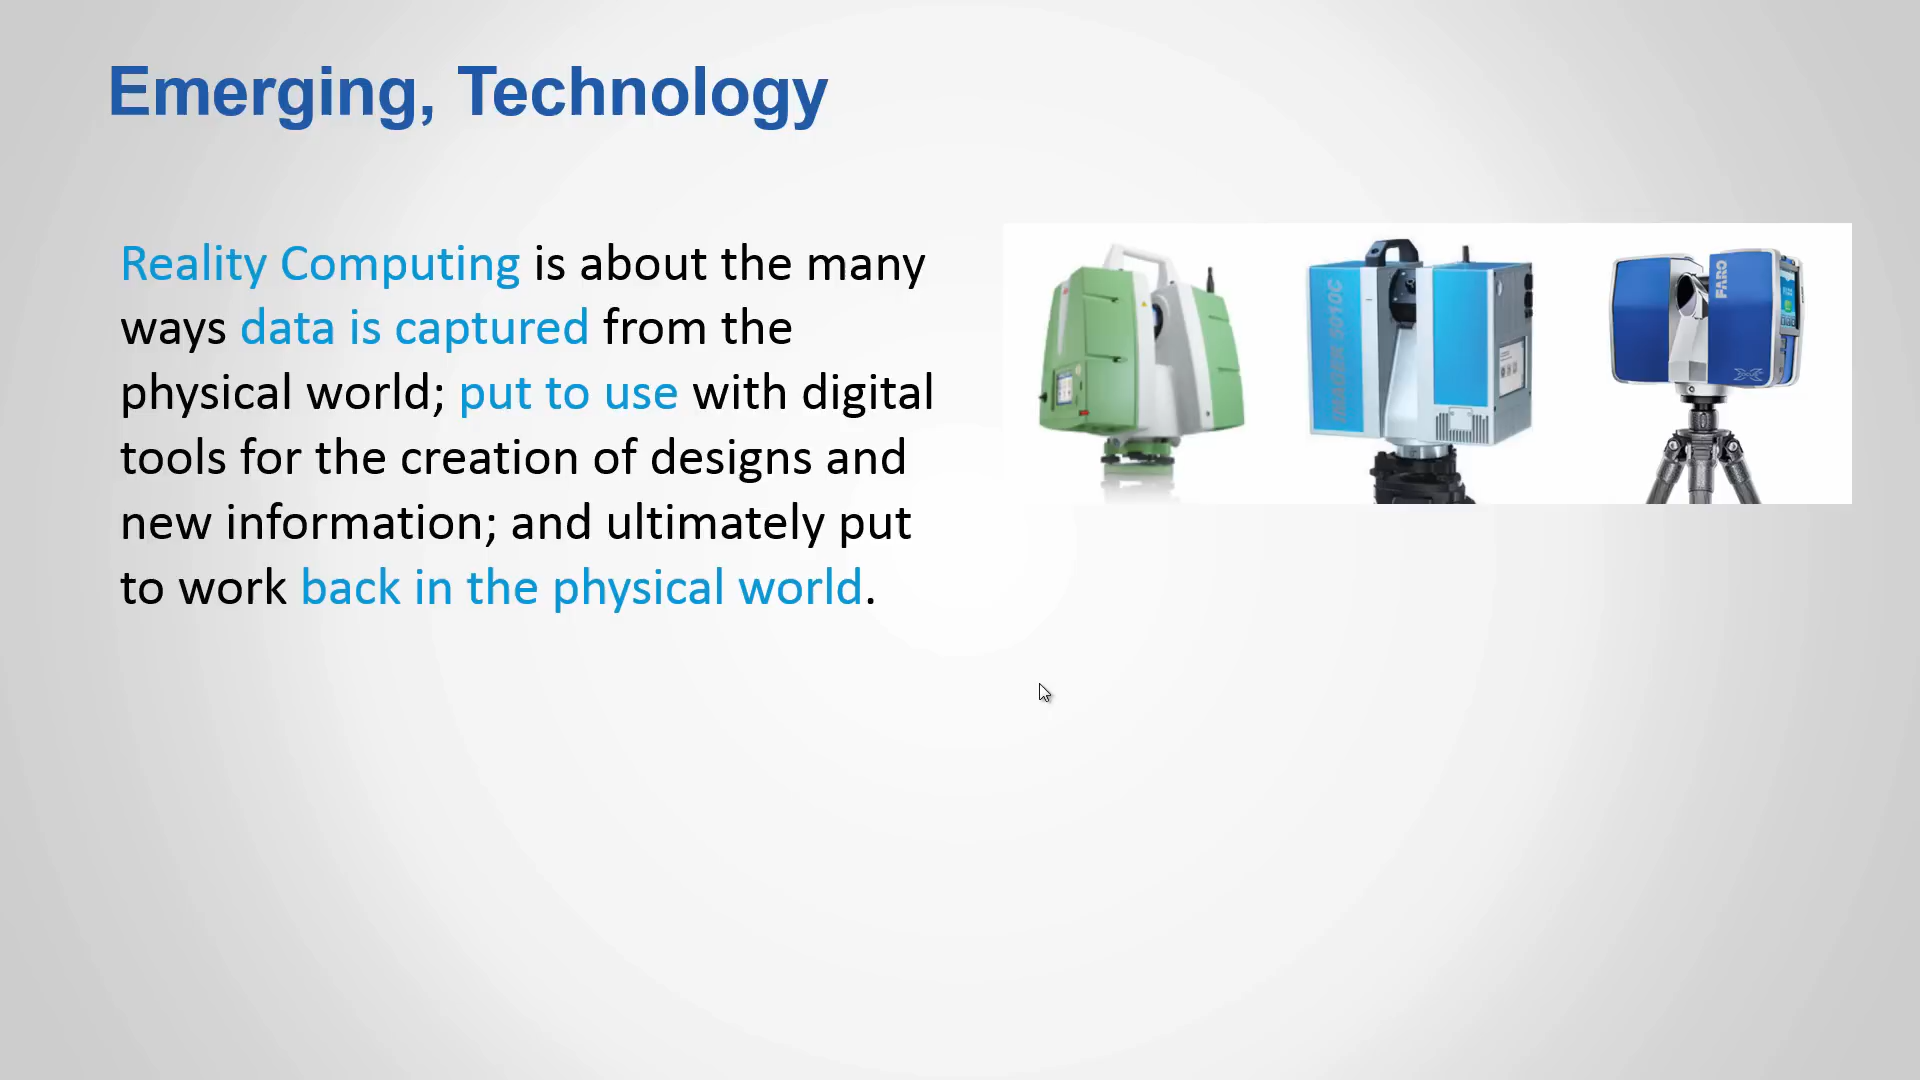 Emerging, Technology
Reality Computing is about the many
ways data is captured from the
physical world; put to use with digital
tools for the creation of designs and
new information; and ultimately put
to work back in the physical world.
IMAGER 5010C
FARO